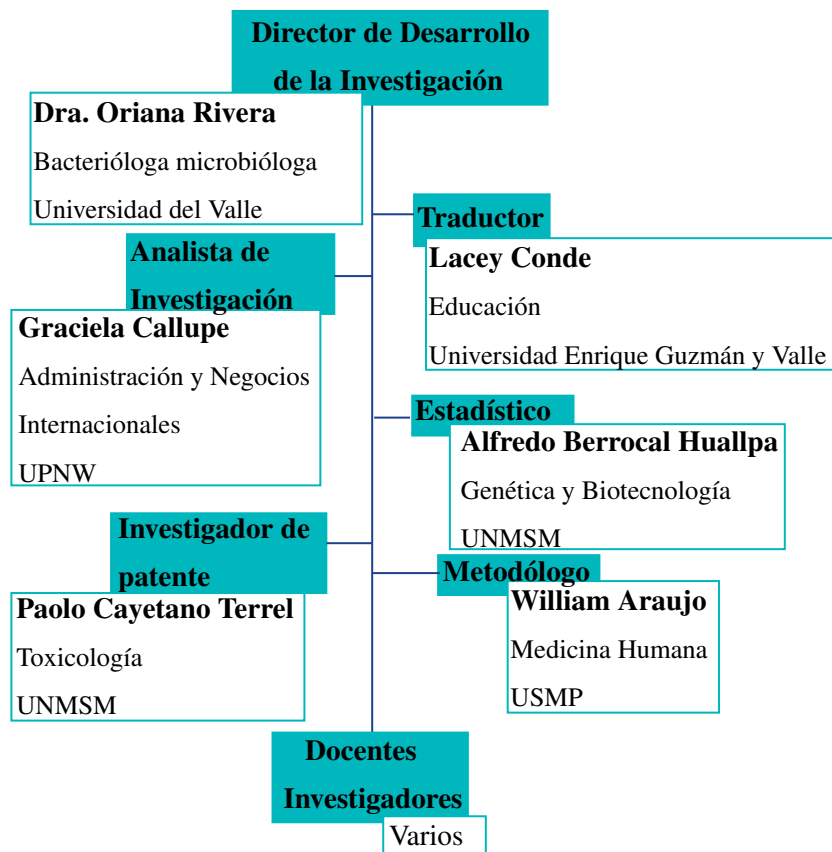 Director de Desarrollo
de la Investigación
Dra. Oriana Rivera
Bacterióloga microbióloga
Universidad del Valle
Traductor
Lacey Conde
Educación
Universidad Enrique Guzmán y Valle
Analista de
Investigación
Graciela Callupe
Administración y Negocios
Internacionales
UPNW
Estadístico
Alfredo Berrocal Huallpa
Genética y Biotecnología
UNMSM
Investigador de
patente
Paolo Cayetano Terrel
Toxicología
UNMSM
Metodólogo
William Araujo
Medicina Humana
USMP
Docentes
Investigadores
Varios